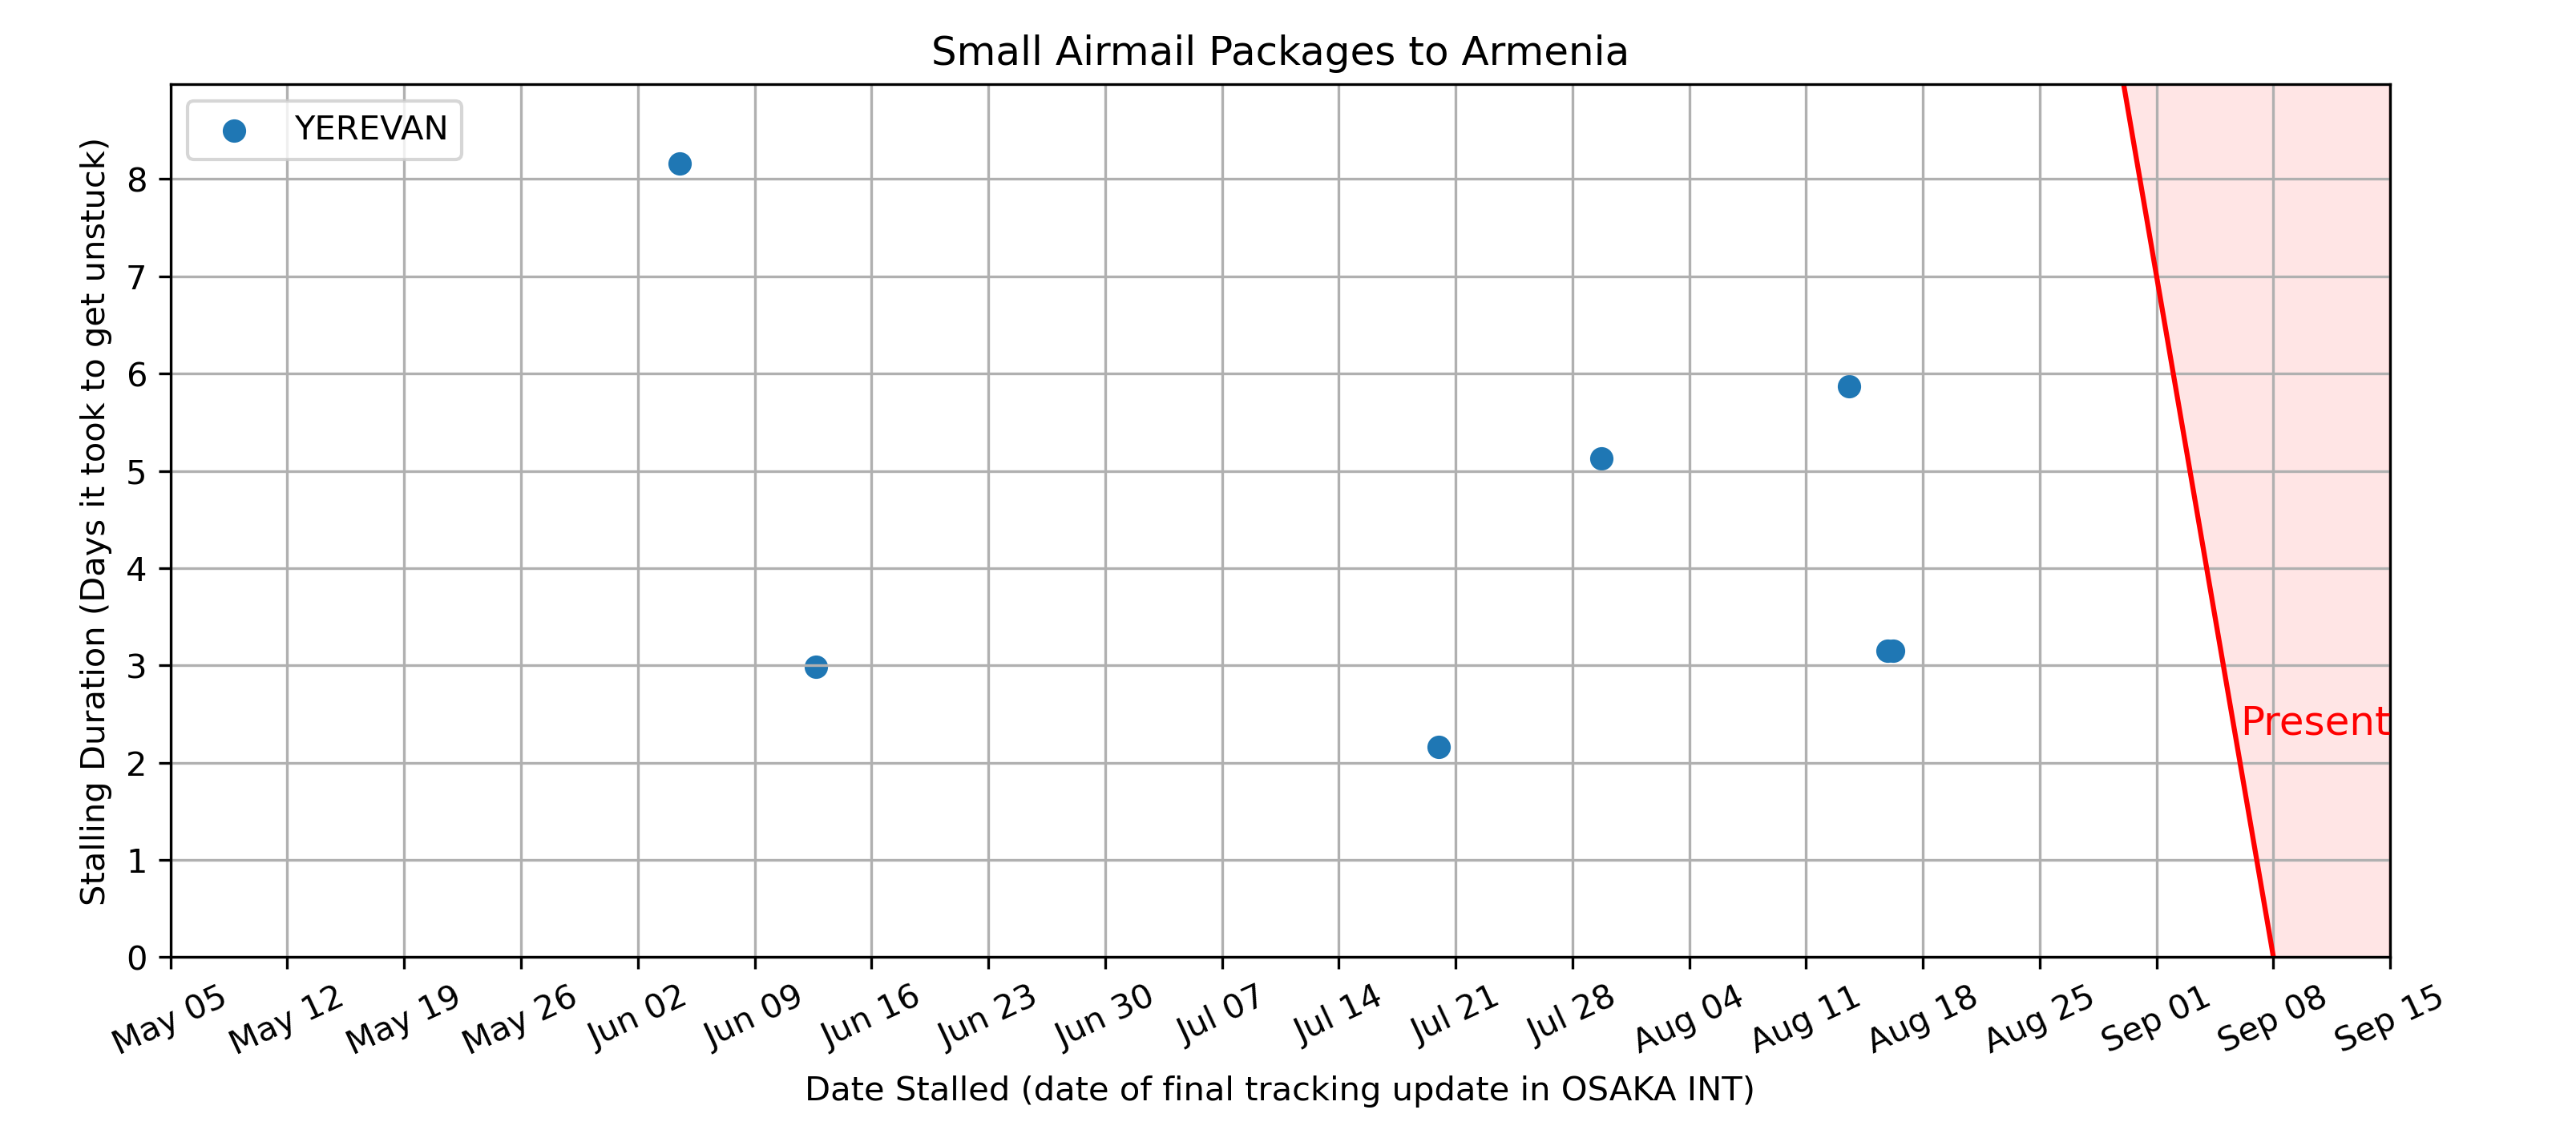 Small Airmail Packages to Armenia
YEREVAN
Stalling Duration (Days it took to get unstuck)
8
7
6
5
4
3
2
1
0
Present
May 05 May 12 May 19 May 26 Jun 02 Jun 09 Jun 16 Jun 23 Jun 30 Jul 07 Jul 14 Jul 21 Jul 28 Aug 04 Aug 11 Aug 18 Aug 25 Sep 01 Sep 08 Sep 15
Date Stalled (date of final tracking update in OSAKA INT)